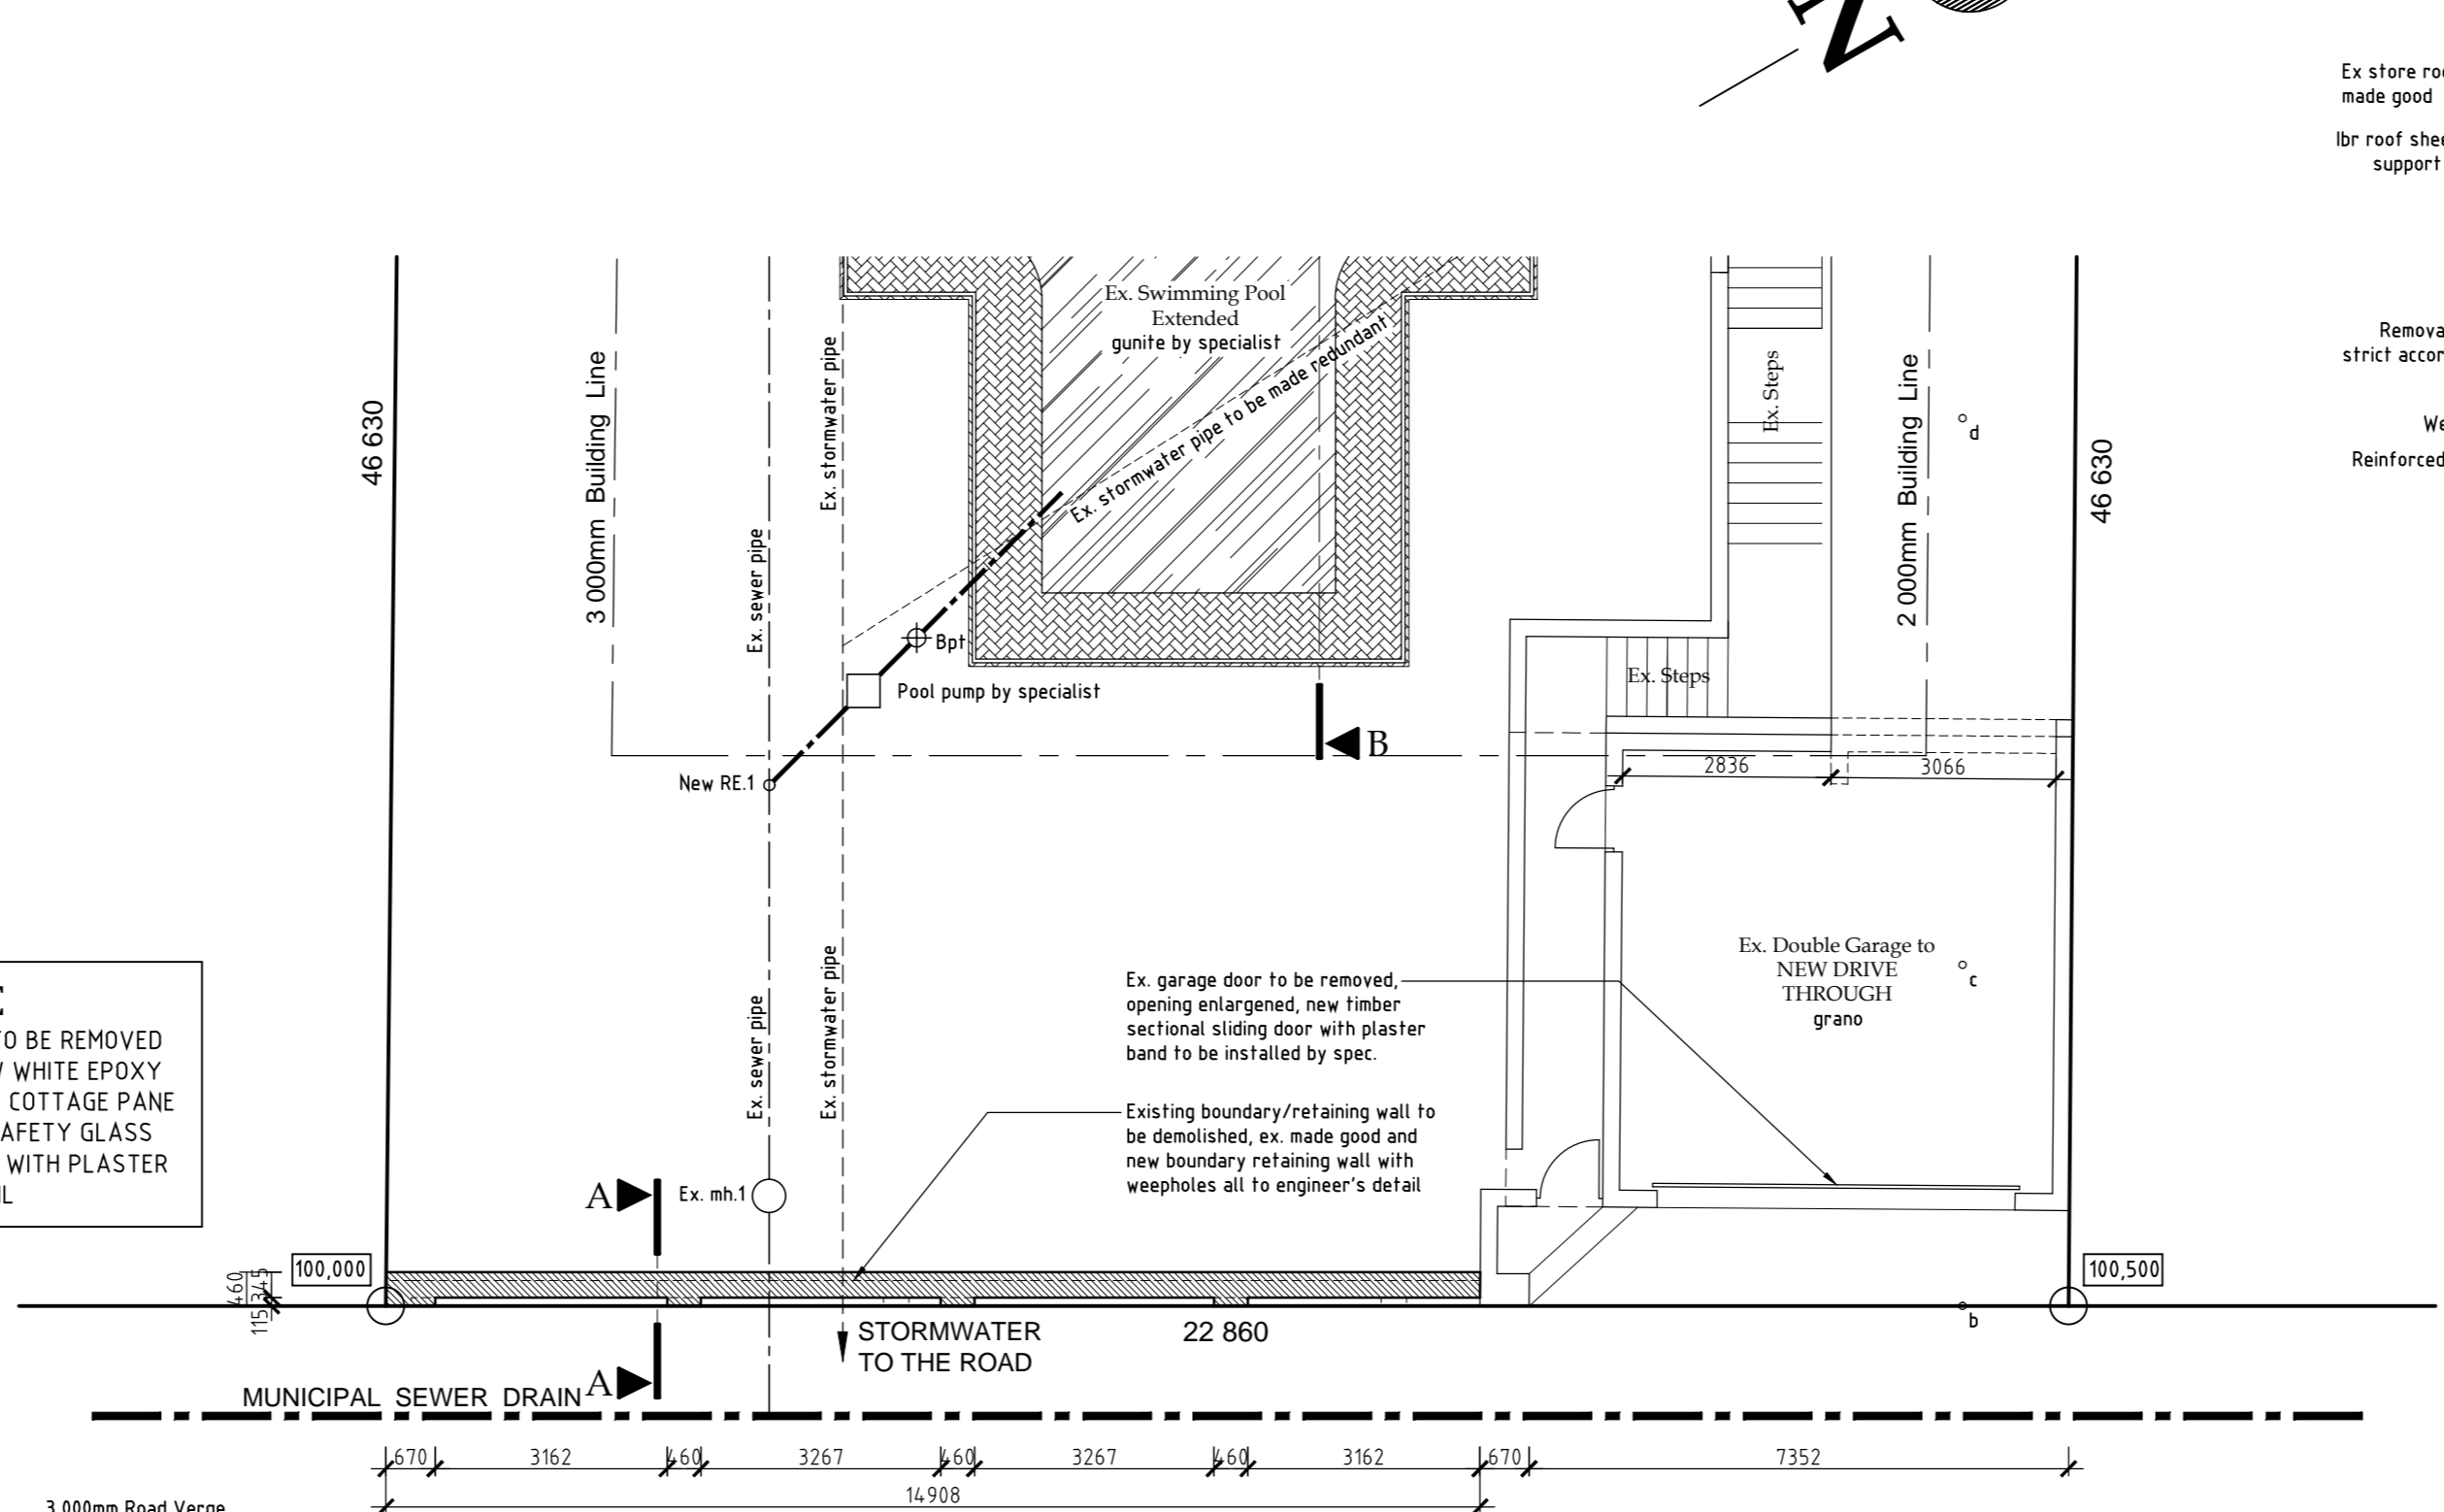 N
Ex store
made good
support
46 630
3 000mm Building Line
Ex. sewer pipe
Ex. stormwater pipe
Ex. Swimming Pool
Extended
gunite by specialist
Ex. stormwater pipe to be made redundant
Ex. Steps
2 000mm Building Line
d
46 630
strict
Reinforced
Bpt
Pool pump by specialist
Ex. Steps
B
New RE.1
2836
3066
TO BE REMOVED
WHITE EPOXY
COTTAGE PANE
SAFETY GLASS
WITH PLASTER
Ex. sewer pipe
Ex. stormwater pipe
Ex. garage door to be removed,
opening enlargened, new timber
sectional sliding door with plaster
band to be installed by spec.
Existing boundary/retaining wall to
be demolished, ex. made good and
new boundary retaining wall with
weepholes all to engineer's detail
Ex. Double Garage to
NEW DRIVE
THROUGH
grano
c
A
Ex. mh.1
460
115 345
100,000
100,500
b
STORMWATER
TO THE ROAD
22 860
A
MUNICIPAL SEWER DRAIN
670 3162 460 3267 460 3267 460 3162 670 7352
14908
3 000mm Road Verge